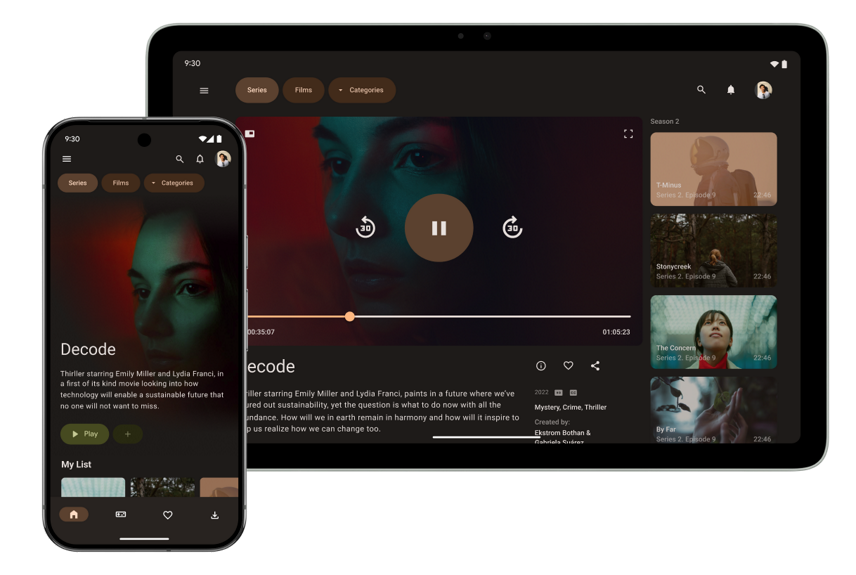 9:30
Series
Films
Categories
Decode
Thirller starring Emily Miller and Lydia Franci, in
a first of its kind movie looking into how
technology will enable a sustainable future that
no one will not want to miss.
Play
My List
9:30
Series
Films
Categories
30
30
00:35:07
01:05:23
ecode
riller starring Emily Miller and Lydia Franci, paints in a future where we've
ured out sustainability, yet the question is what to do now with all the
undance. How will we in earth remain in harmony and how will it inspire to
p us realize how we can change too.
2022
Mystery, Crime, Thriller
Created by:
Ekstrom Bothan &
Gabriela Suárez
Season 2
T-Minus
Series 2. Episode 9
22:46
Stonycreek
Series 2. Episode 9
22:46
The Concern
Series 2. Episode 9
22:46
By Far
Series 2. Episode 9
22:46